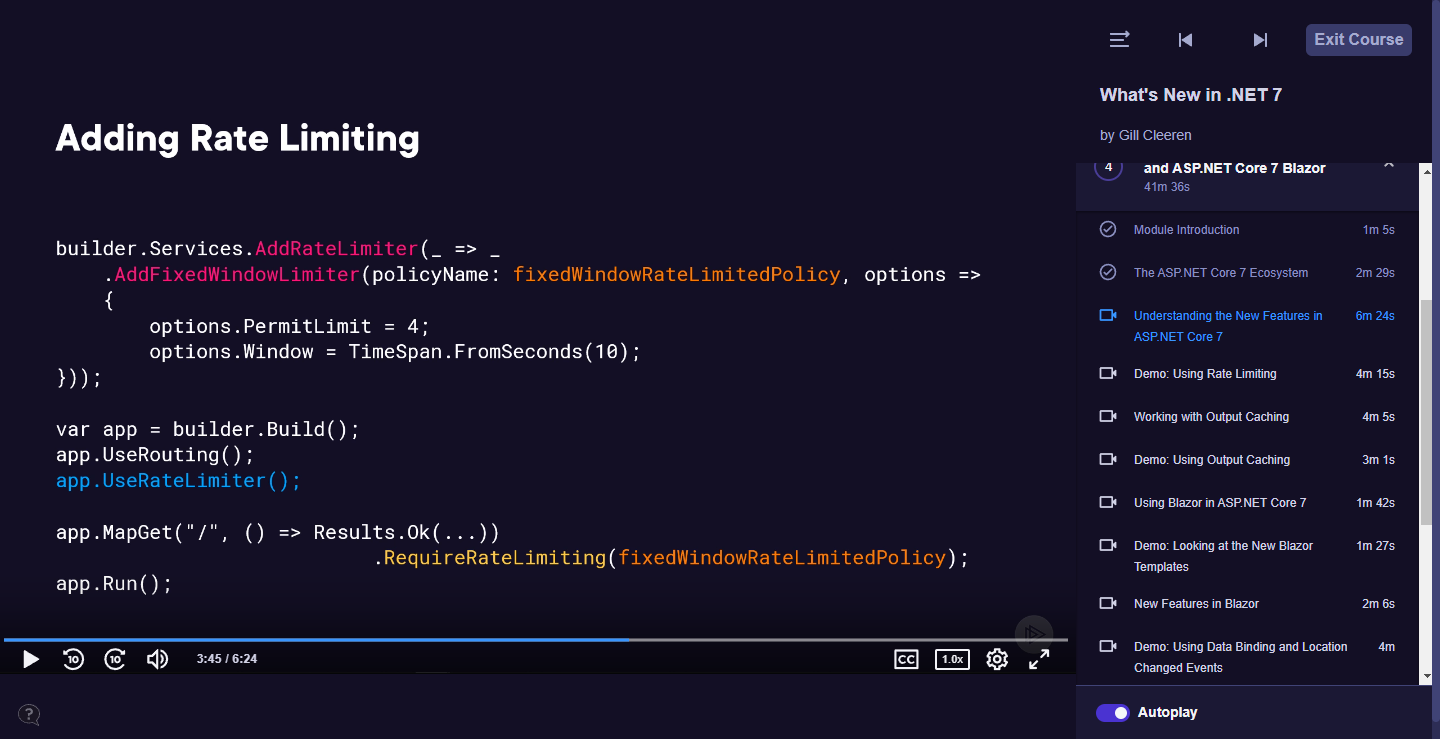 Adding Rate Limiting
builder.Services.AddRateLimiter(_ => _
.AddFixedWindowLimiter(policyName: fixedWindowRateLimitedPolicy, options =>
{
options.PermitLimit = 4;
options.Window = TimeSpan.FromSeconds(10);
}));
var app = builder.Build();
app.UseRouting();
app.UseRateLimiter();
app.MapGet("/", () => Results.Ok(...))
.RequireRateLimiting(fixedWindowRateLimitedPolicy);
app.Run();
10
10
3:45 / 6:24
CC
1.0x
?
Exit Course
What's New in .NET 7
by Gill Cleeren
4
and ASP.NET Core 7 Blazor
41m 36s
Module Introduction 1m 5s
The ASP.NET Core 7 Ecosystem 2m 29s
Understanding the New Features in 6m 24s
ASP.NET Core 7
Demo: Using Rate Limiting 4m 15s
Working with Output Caching 4m 5s
Demo: Using Output Caching 3m 1s
Using Blazor in ASP.NET Core 7 1m 42s
Demo: Looking at the New Blazor 1m 27s
Templates
New Features in Blazor 2m 6s
Demo: Using Data Binding and Location 4m
Changed Events
Autoplay